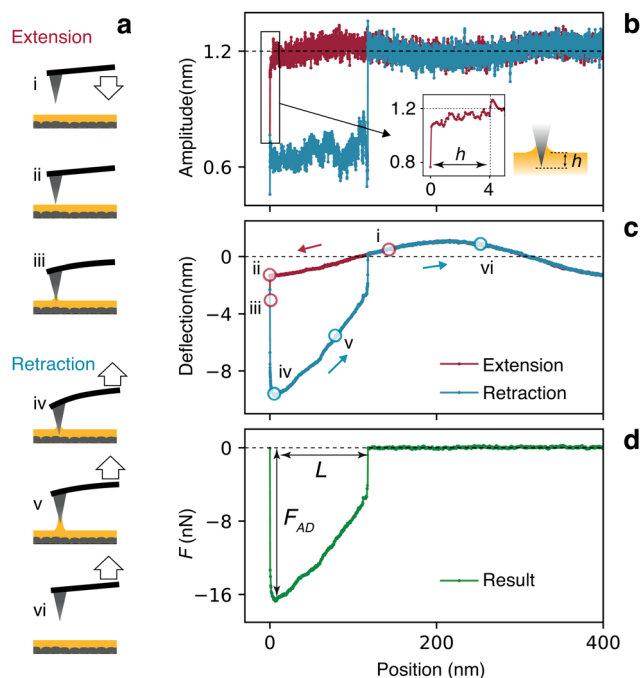 Extension
a
i
ii
iii
Retraction
iv
v
vi
b
Amplitude(nm)
1.2
0.6
1.2
0.8
h
0
4
h
c
Deflection(nm)
0
−4
−8
i
ii
iii
iv
v
vi
Extension
Retraction
d
F (nN)
0
−8
−16
L
F_AD
Result
0
200
400
Position (nm)